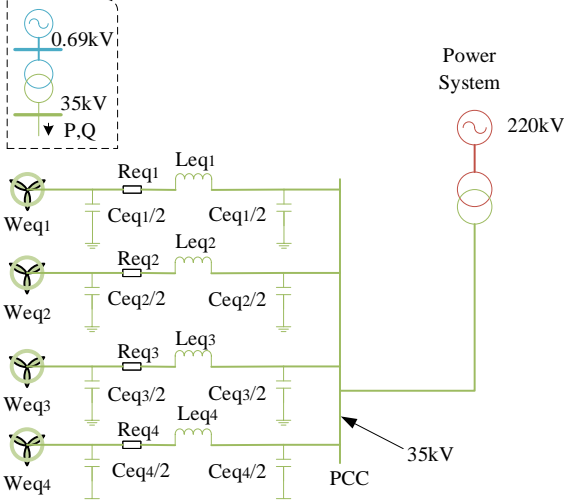 0.69kV
35kV
P,Q
Power
System
220kV
Req1
Leq1
Weq1
Ceq1/2
Ceq1/2
Req2
Leq2
Weq2
Ceq2/2
Ceq2/2
Req3
Leq3
Weq3
Ceq3/2
Ceq3/2
Req4
Leq4
Weq4
Ceq4/2
Ceq4/2
PCC
35kV